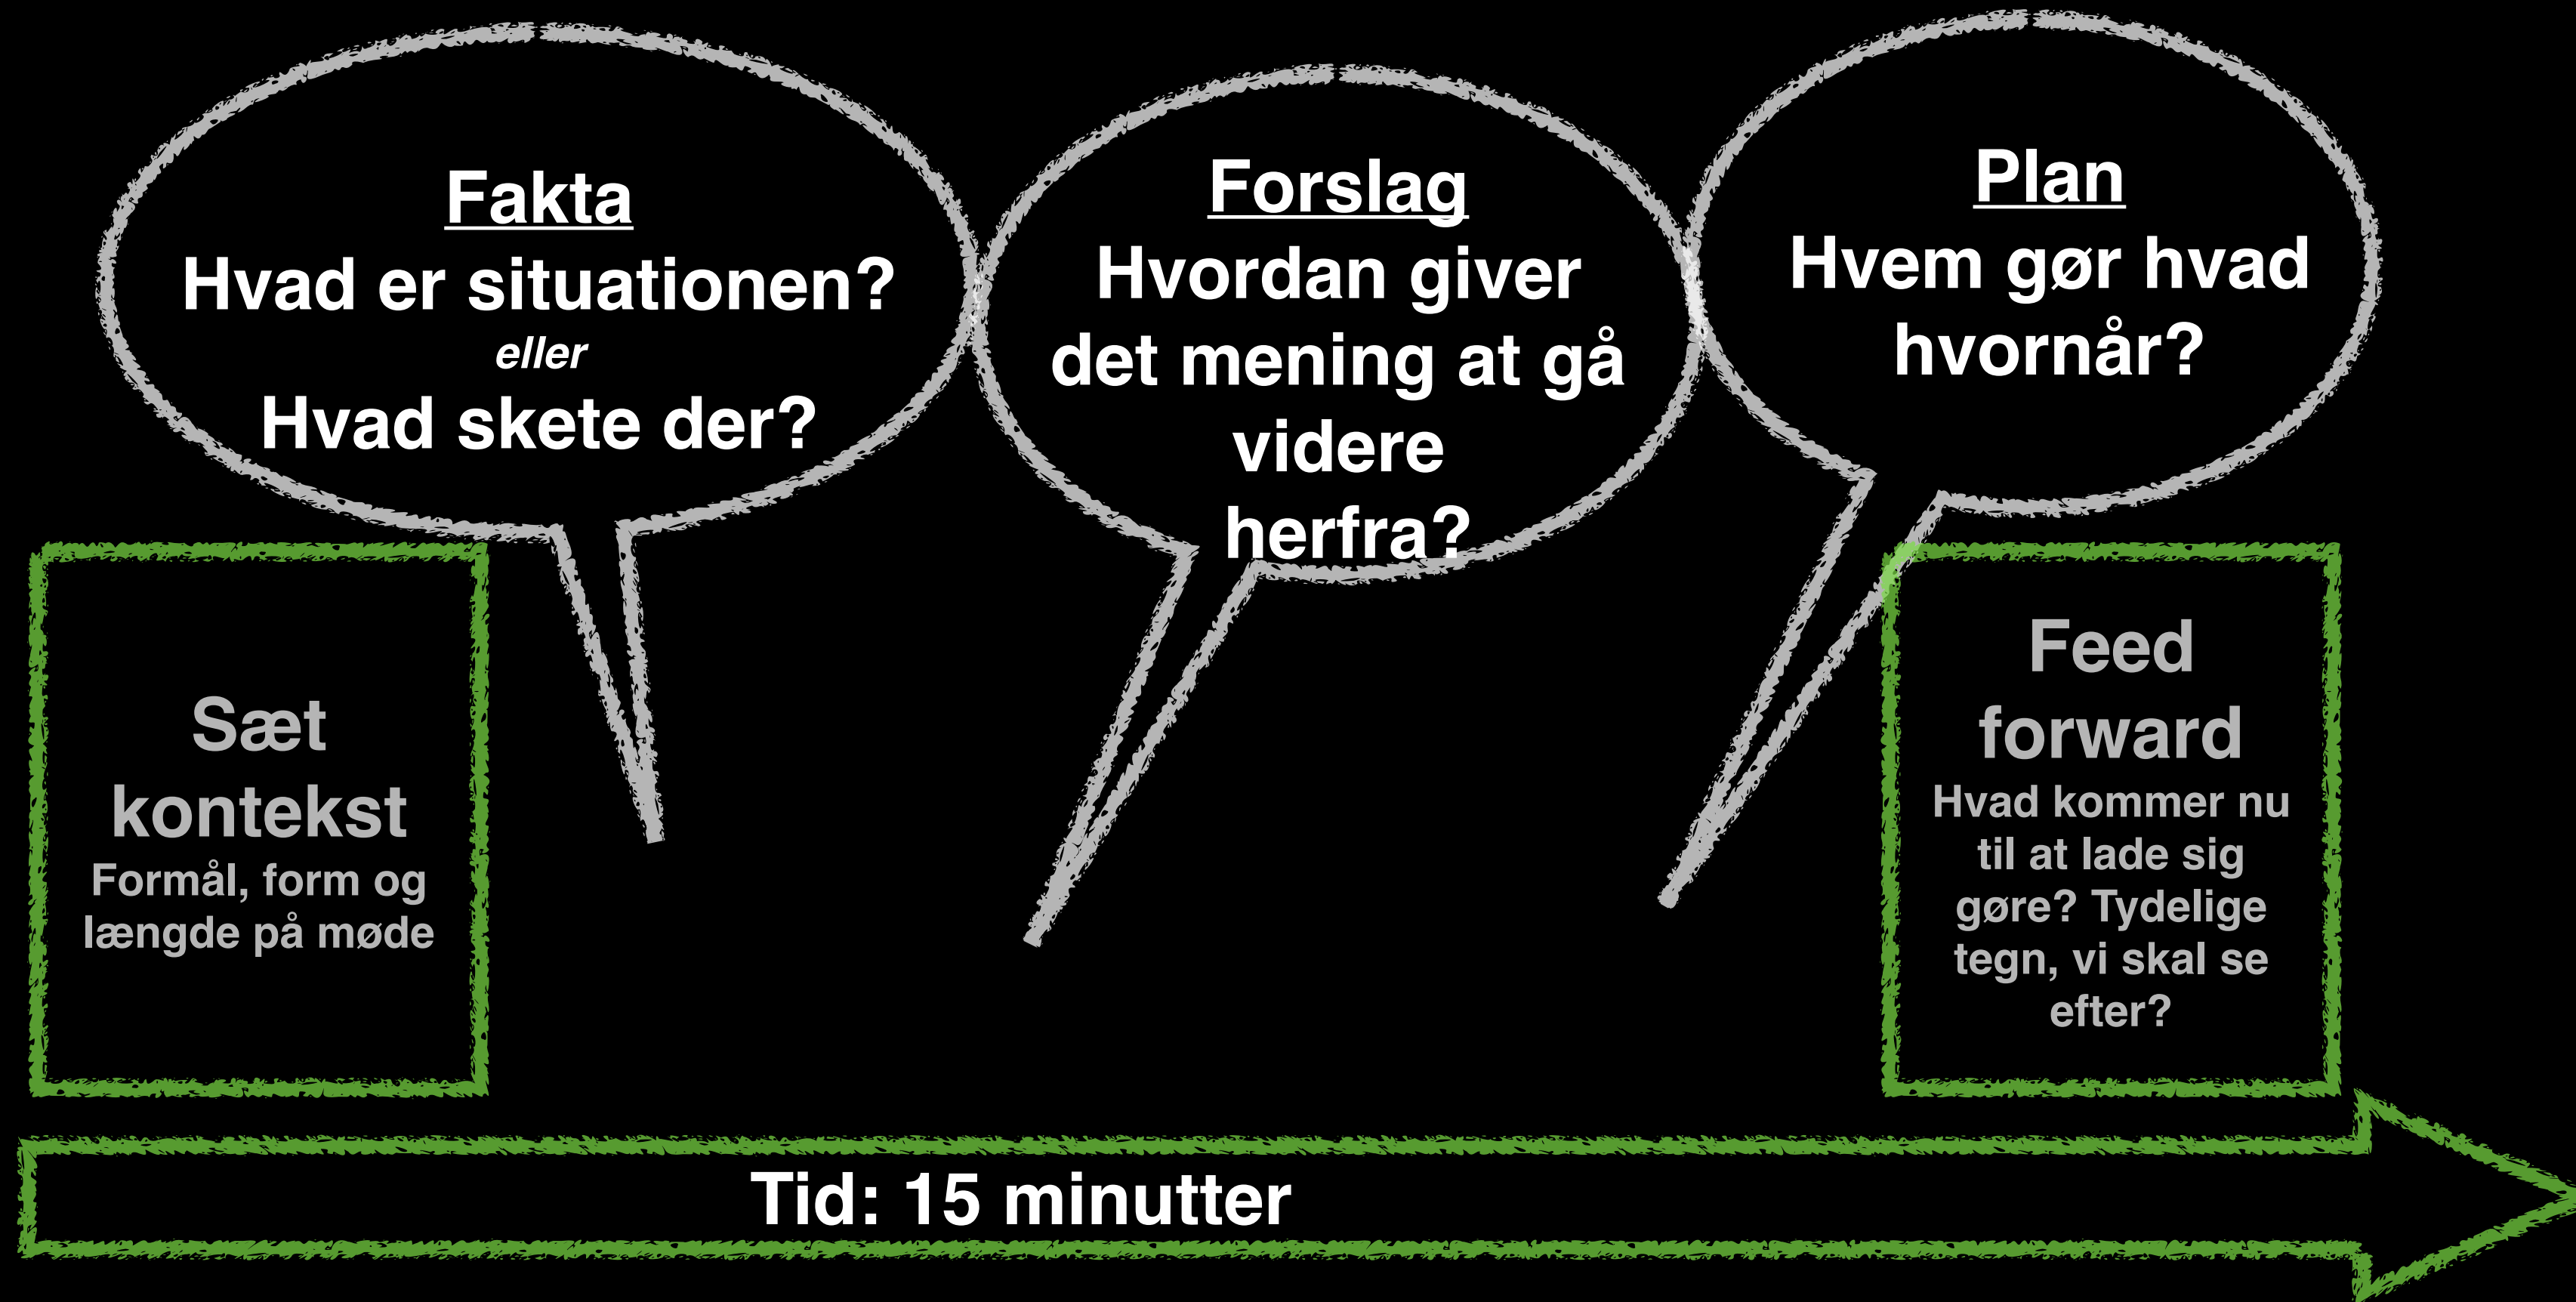 Fakta
Hvad er situationen?
eller
Hvad skete der?
Forslag
Hvordan giver
det mening at gå
videre
herfra?
Plan
Hvem gør hvad
hvornår?
Sæt
kontekst
Formål, form og
længde på møde
Feed
forward
Hvad kommer nu
til at lade sig
gøre? Tydelige
tegn, vi skal se
efter?
Tid: 15 minutter